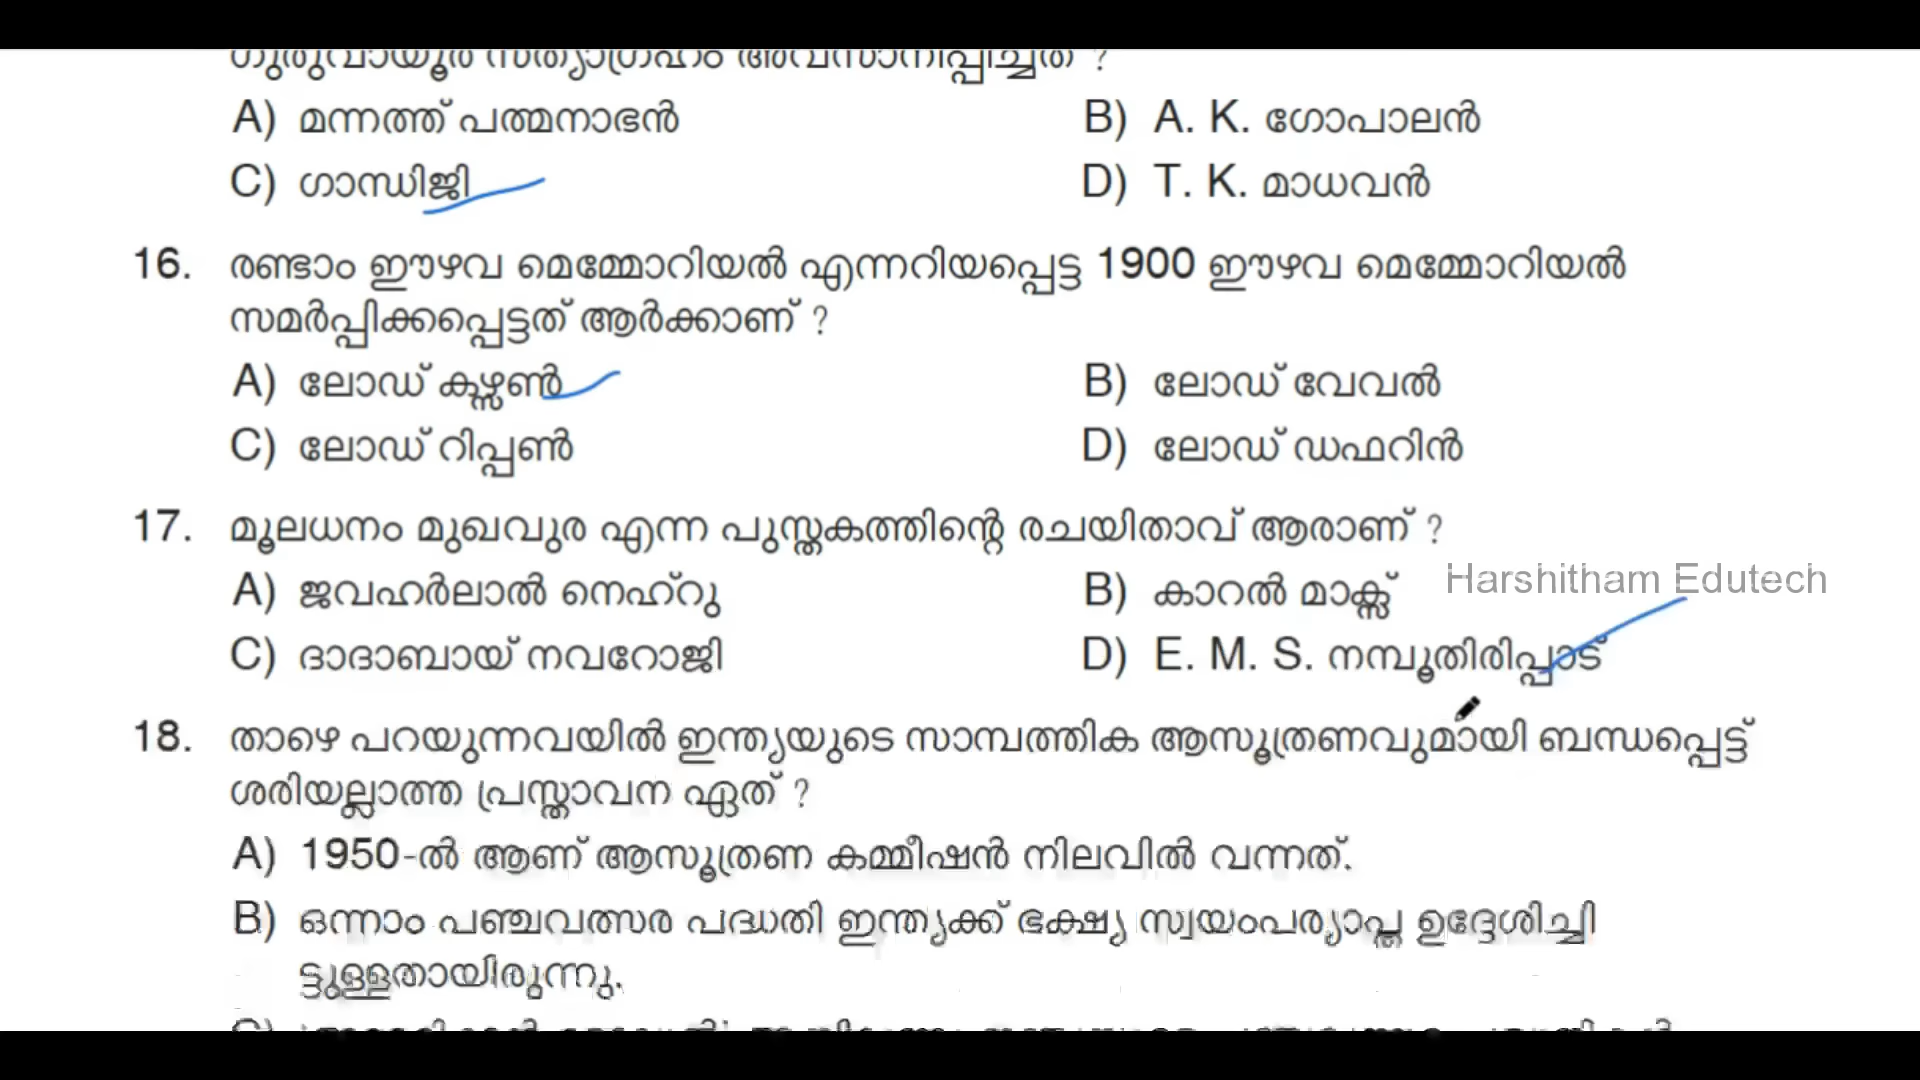 ഗുരുവായൂർ സത്യാഗ്രഹം അവസാനിപ്പിച്ചത് ?
A) മന്നത്ത് പത്മനാഭൻ
B) A. K. ഗോപാലൻ
C) ഗാന്ധിജി
D) T. K. മാധവൻ
16. രണ്ടാം ഈഴവ മെമ്മോറിയൽ എന്നറിയപ്പെട്ട 1900 ഈഴവ മെമ്മോറിയൽ
സമർപ്പിക്കപ്പെട്ടത് ആർക്കാണ് ?
A) ലോഡ് കഴ്സൺ
B) ലോഡ് വേവൽ
C) ലോഡ് റിപ്പൺ
D) ലോഡ് ഡഫറിൻ
17. മൂലധനം മുഖവുര എന്ന പുസ്തകത്തിന്റെ രചയിതാവ് ആരാണ് ?
Harshitham Edutech
A) ജവഹർലാൽ നെഹ്റു
B) കാറൽ മാക്സ്
C) ദാദാബായ് നവറോജി
D) E. M. S. നമ്പൂതിരിപ്പാട്
18. താഴെ പറയുന്നവയിൽ ഇന്ത്യയുടെ സാമ്പത്തിക ആസൂത്രണവുമായി ബന്ധപ്പെട്ട്
ശരിയല്ലാത്ത പ്രസ്താവന ഏത് ?
A) 1950-ൽ ആണ് ആസൂത്രണ കമ്മീഷൻ നിലവിൽ വന്നത്.
B) ഒന്നാം പഞ്ചവത്സര പദ്ധതി ഇന്ത്യക്ക് ഭക്ഷ്യ സ്വയംപര്യാപ്ത ഉദ്ദേശിച്ചി
ട്ടുള്ളതായിരുന്നു.